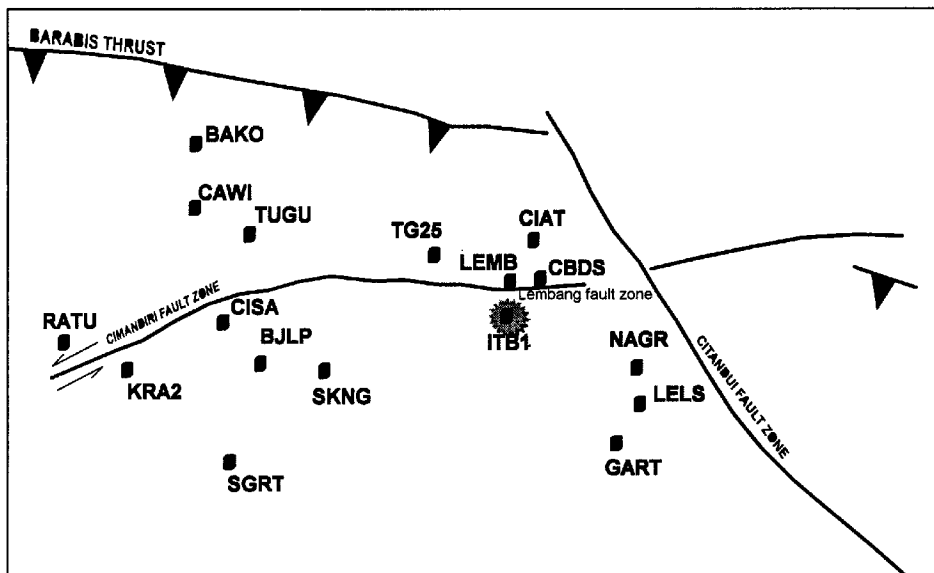 BARABIS THRUST
BAKO
CAWI
TUGU
CIAT
TG25
LEMB
CBDS
Lembang fault zone
CISA
CIMANDIRI FAULT ZONE
RATU
BJLP
ITB1
NAGR
KRA2
SKNG
LELS
CITANDUI FAULT ZONE
GART
SGRT